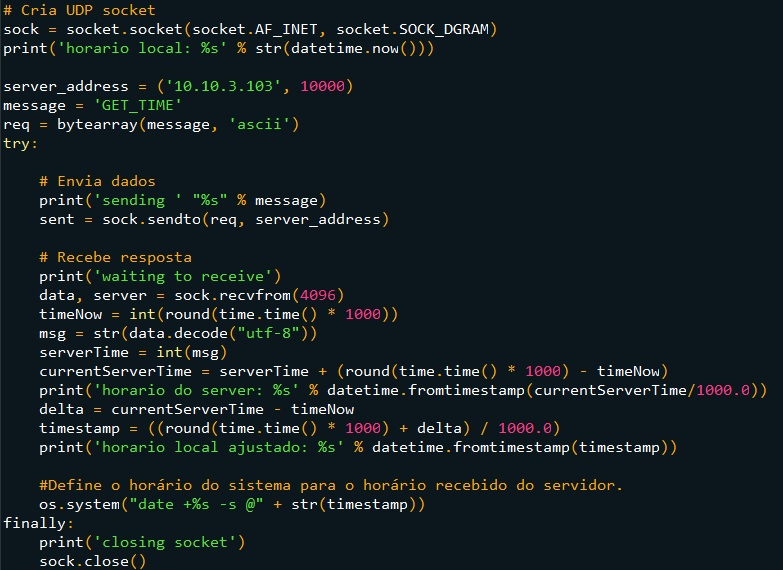 # Cria UDP socket
sock = socket.socket(socket.AF_INET, socket.SOCK_DGRAM)
print('horario local: %s' % str(datetime.now()))

server_address = ('10.10.3.103', 10000)
message = 'GET_TIME'
req = bytearray(message, 'ascii')
try:

    # Envia dados
    print('sending ' "%s" % message)
    sent = sock.sendto(req, server_address)

    # Recebe resposta
    print('waiting to receive')
    data, server = sock.recvfrom(4096)
    timeNow = int(round(time.time() * 1000))
    msg = str(data.decode("utf-8"))
    serverTime = int(msg)
    currentServerTime = serverTime + (round(time.time() * 1000) - timeNow)
    print('horario do server: %s' % datetime.fromtimestamp(currentServerTime/1000.0))
    delta = currentServerTime - timeNow
    timestamp = ((round(time.time() * 1000) + delta) / 1000.0)
    print('horario local ajustado: %s' % datetime.fromtimestamp(timestamp))

    #Define o horário do sistema para o horário recebido do servidor.
    os.system("date +%s -s @" + str(timestamp))
finally:
    print('closing socket')
    sock.close()